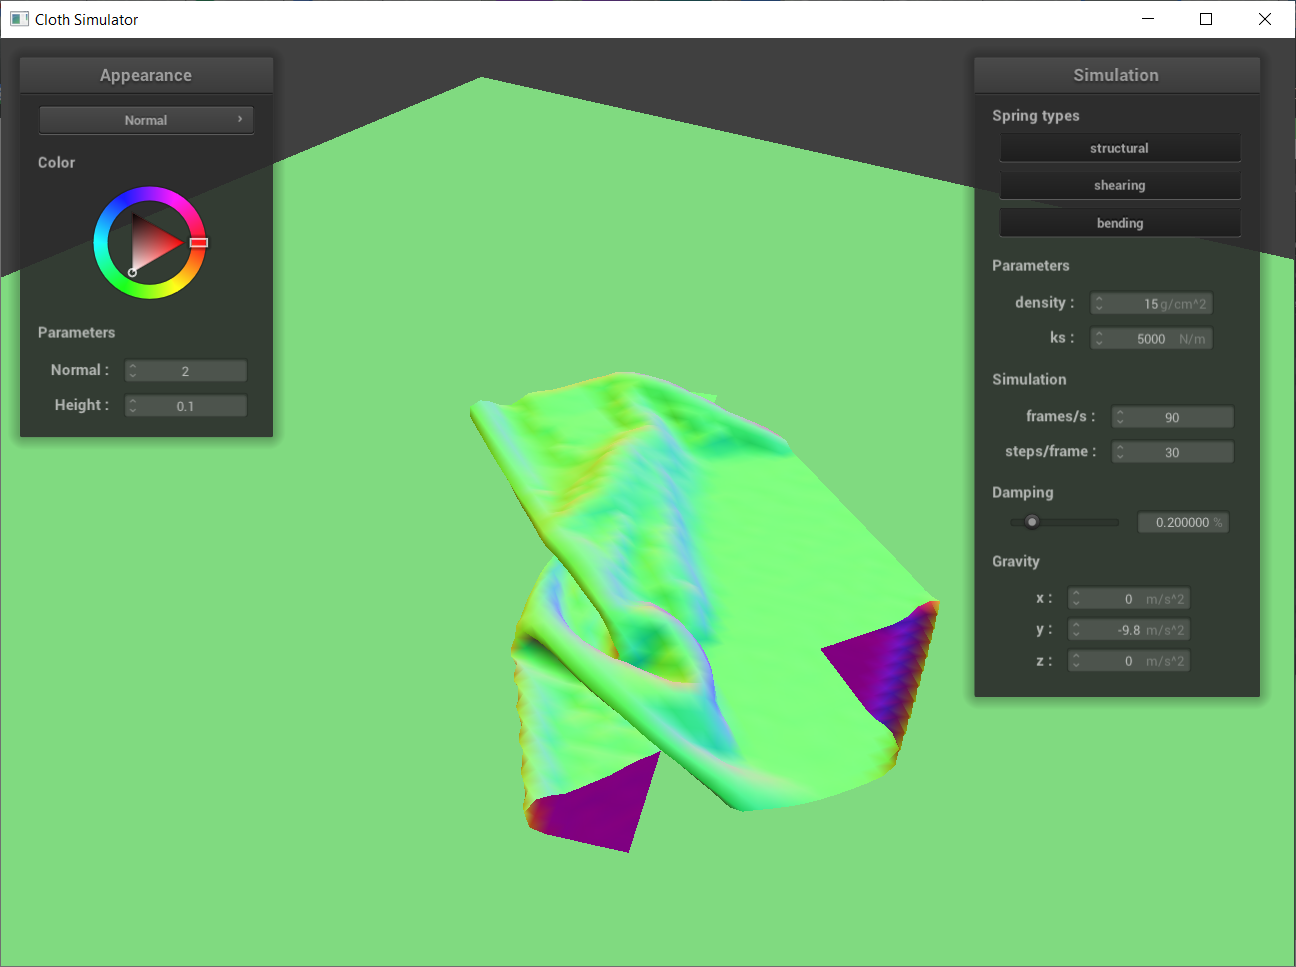 Cloth Simulator
Appearance
Normal
Color
Parameters
Normal : 2
Height : 0.1
Simulation
Spring types
structural
shearing
bending
Parameters
density : 15 g/cm^2
ks : 5000 N/m
Simulation
frames/s : 90
steps/frame : 30
Damping
0.200000 %
Gravity
x : 0 m/s^2
y : -9.8 m/s^2
z : 0 m/s^2